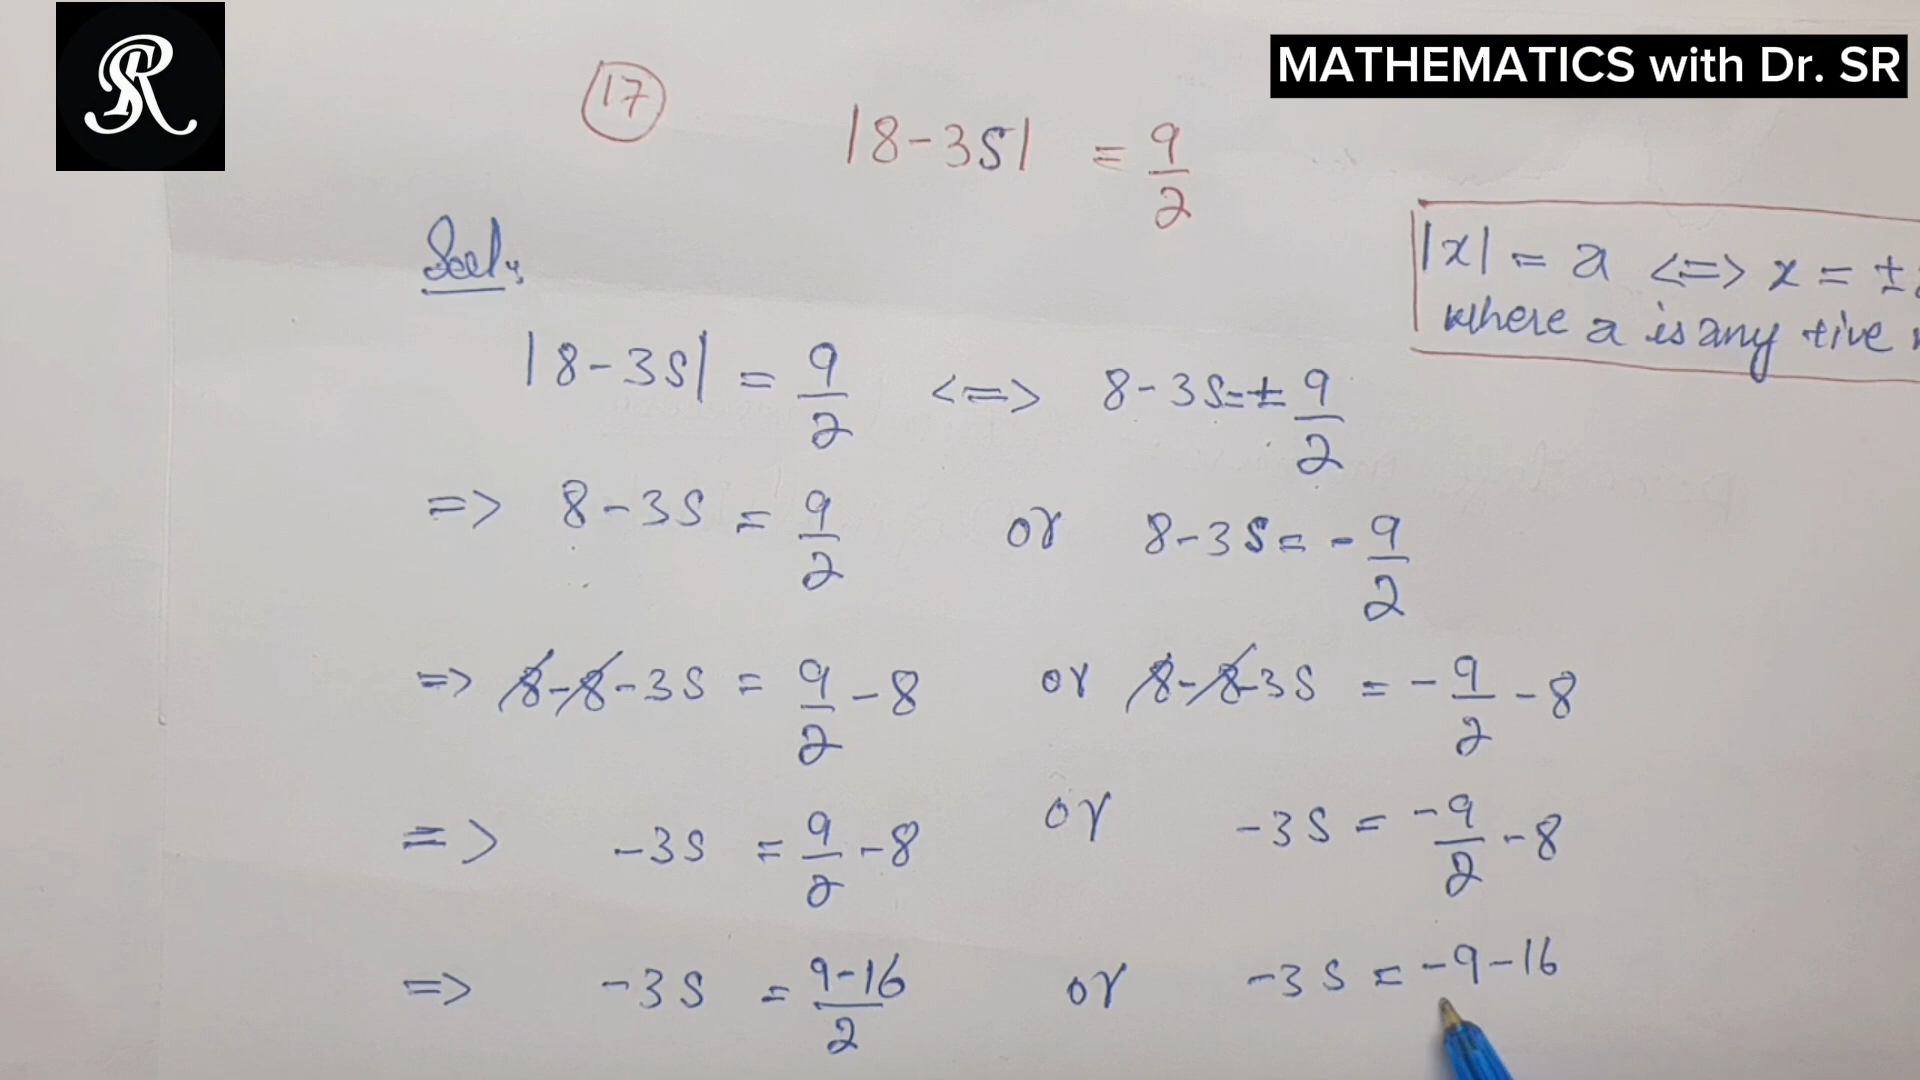 SR
MATHEMATICS with Dr. SR
17
|8-3s| = 9/2
Sol:
|x| = a <=> x = ±
where a is any +ive
|8-3s| = 9/2 <=> 8-3s=±9/2
=> 8-3s = 9/2 or 8-3s = -9/2
=> 8-8-3s = 9/2 -8 or 8-8-3s = -9/2 -8
=> -3s = 9/2 -8 or -3s = -9/2 -8
=> -3s = 9-16/2 or -3s = -9-16